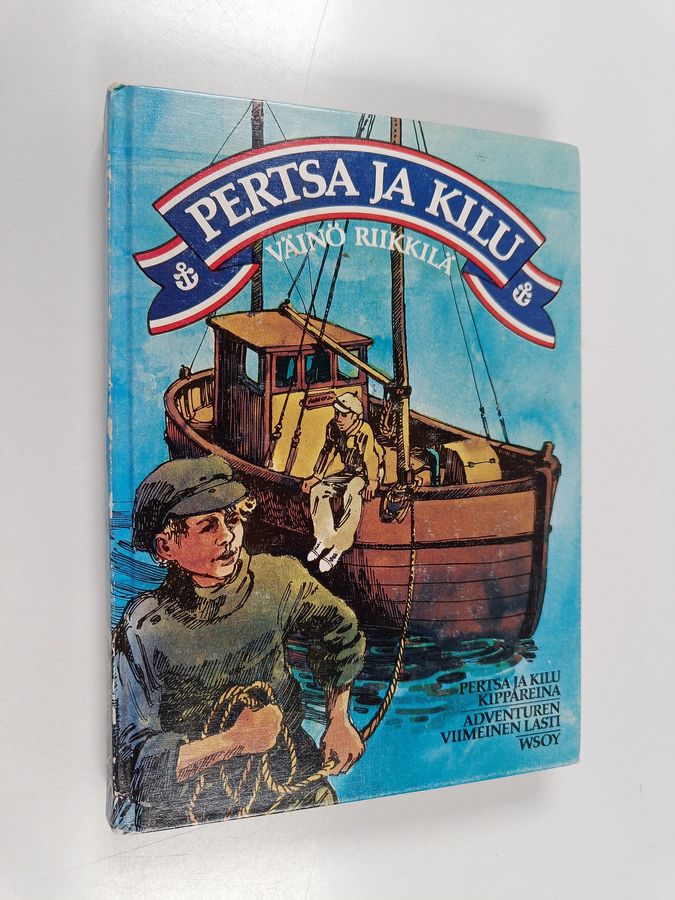 PERTSA JA KILU
VÄINÖ RIIKKILÄ
PERTSA JA KILU
KIPPAREINA
ADVENTUREN
VIIMEINEN LASTI
WSOY